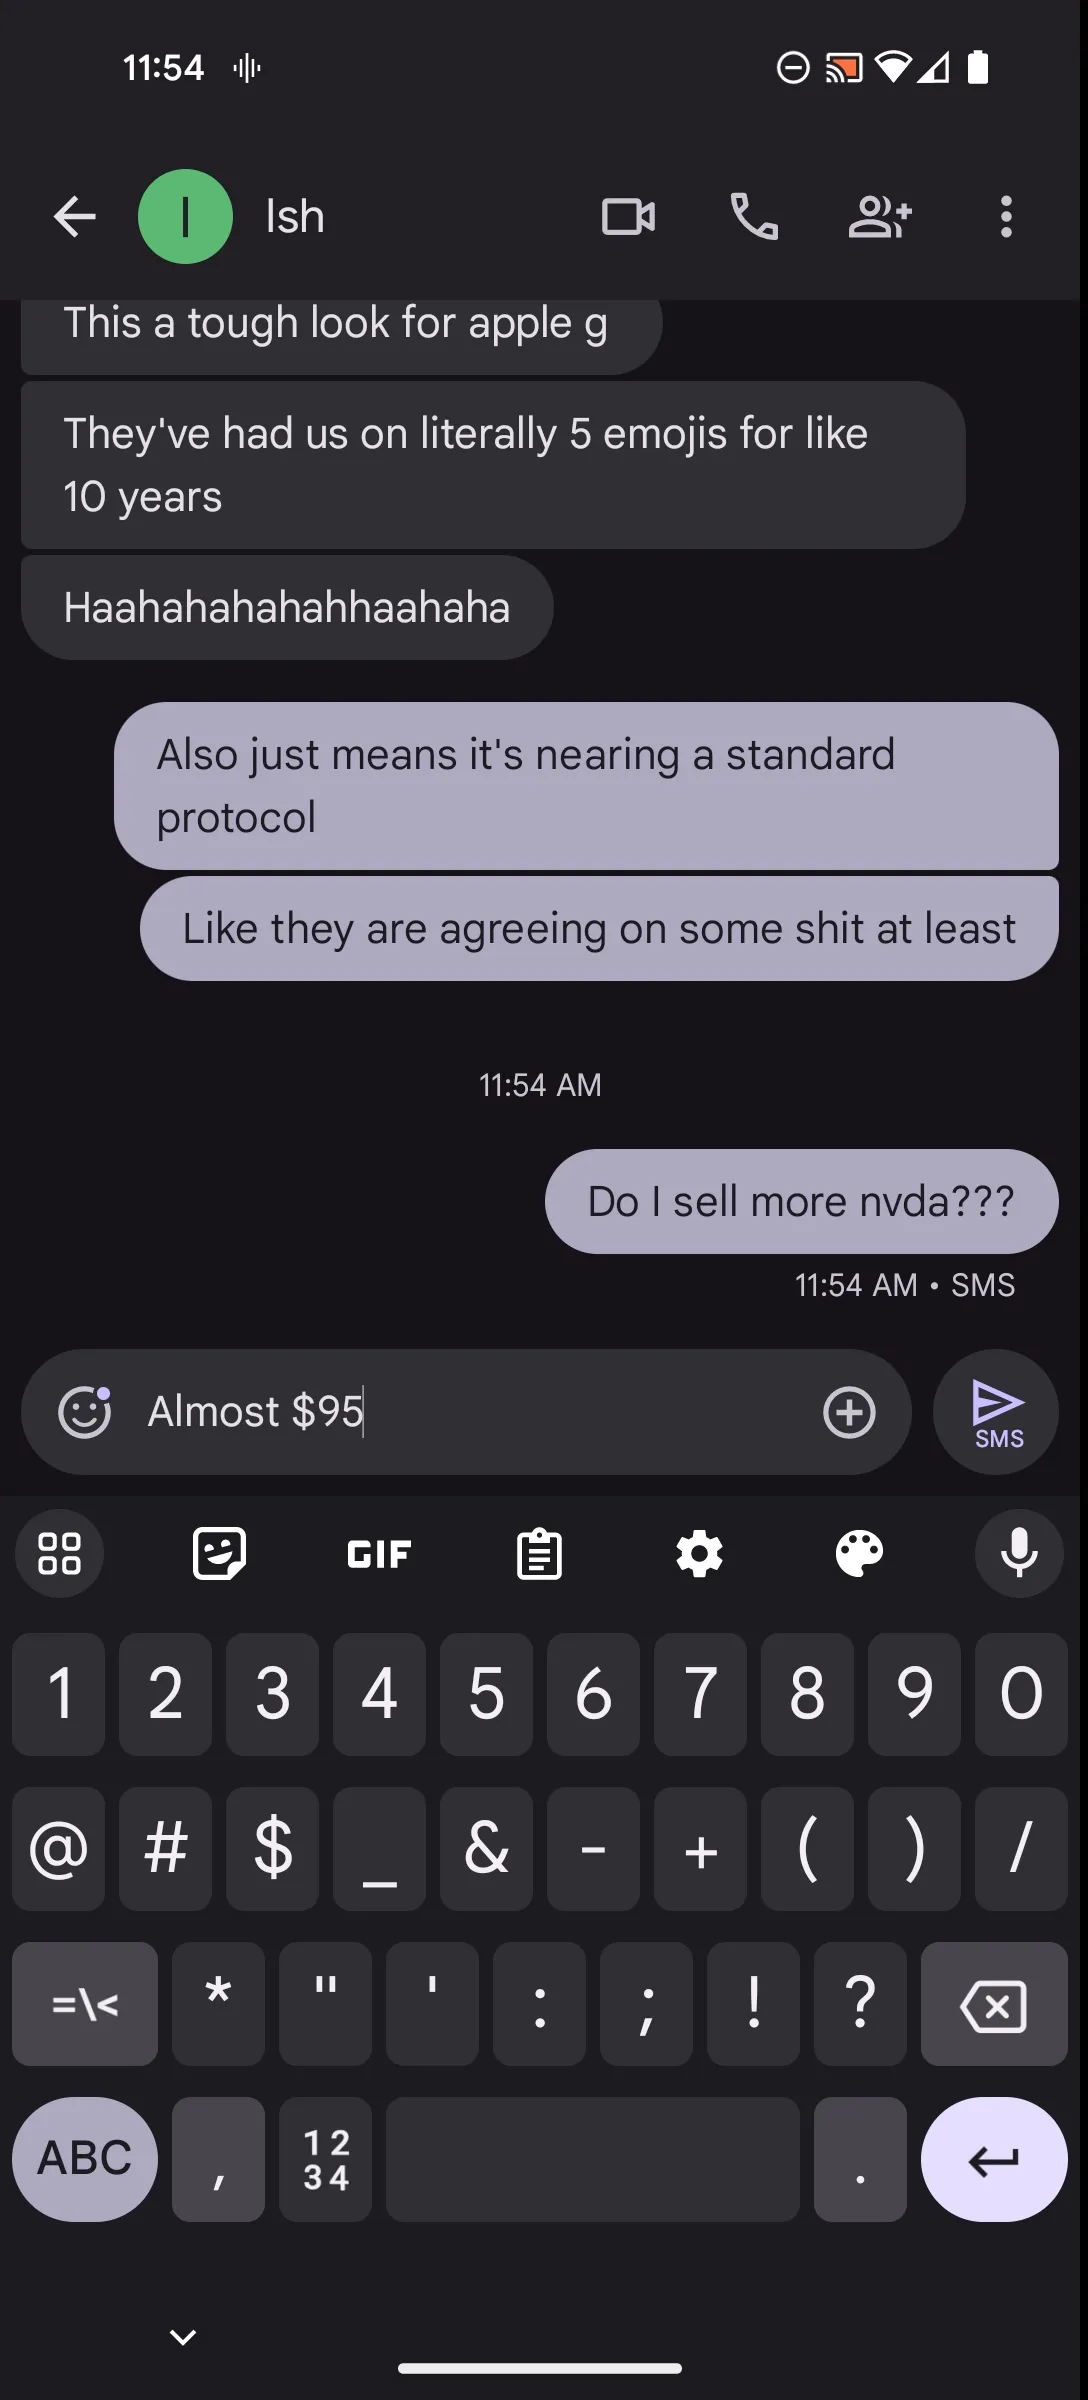 11:54
I
Ish
This a tough look for apple g
They've had us on literally 5 emojis for like
10 years
Haahahahahahhaahaha
Also just means it's nearing a standard
protocol
Like they are agreeing on some shit at least
11:54 AM
Do I sell more nvda???
11:54 AM • SMS
Almost $95
SMS
GIF
1 2 3 4 5 6 7 8 9 0
@ # $ _ & - + ( ) /
=\< * " ' : ; ! ?
ABC , 12 .
34